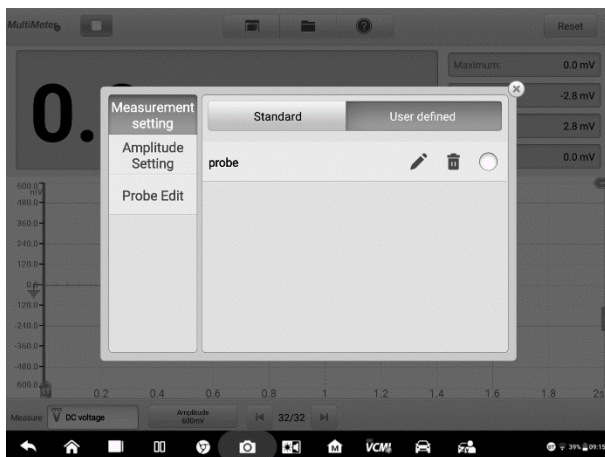 MultiMeter
Reset
Maximum: 0.0 mV
-2.8 mV
2.8 mV
0.0 mV
0.
Measurement setting
Amplitude Setting
Probe Edit
Standard
User defined
probe
600.0
mV
480.0
360.0
240.0
120.0
0.0
-120.0
-240.0
-360.0
-480.0
600.0
0.2 0.4 0.6 0.8 1 1.2 1.4 1.6 1.8 2s
Measure DC voltage
Amplitude
600mV
32/32
VCMI
39% 09:15